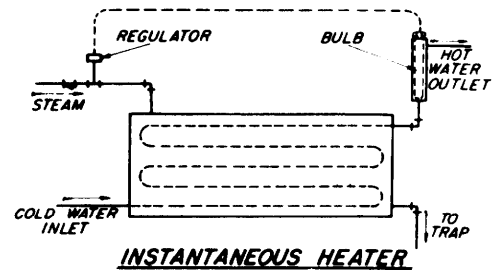 REGULATOR
BULB
HOT
WATER
OUTLET
STEAM
COLD WATER
INLET
TO
TRAP
INSTANTANEOUS HEATER